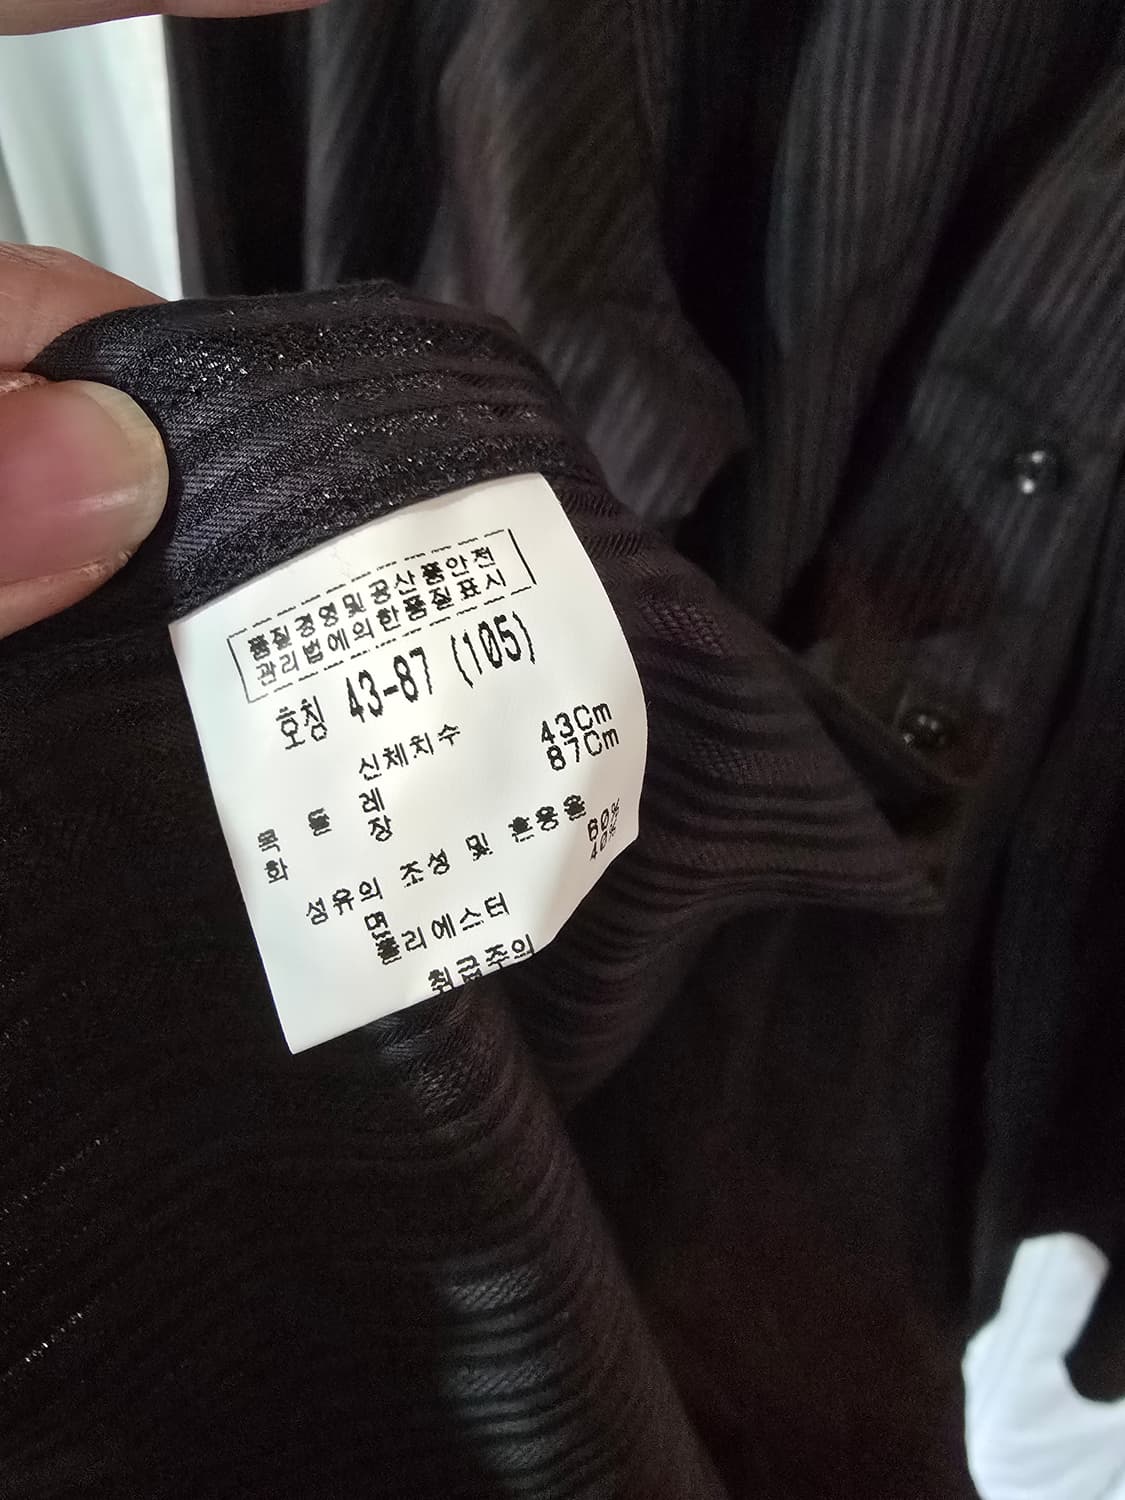 품질경영및공산품안전
관리법에의한품질표시
호칭 43-87 (105)
신체치수
목 둘 레 43Cm
화 장 87Cm
섬유의 조성 및 혼용율
면 60%
폴리에스터 40%
취급주의